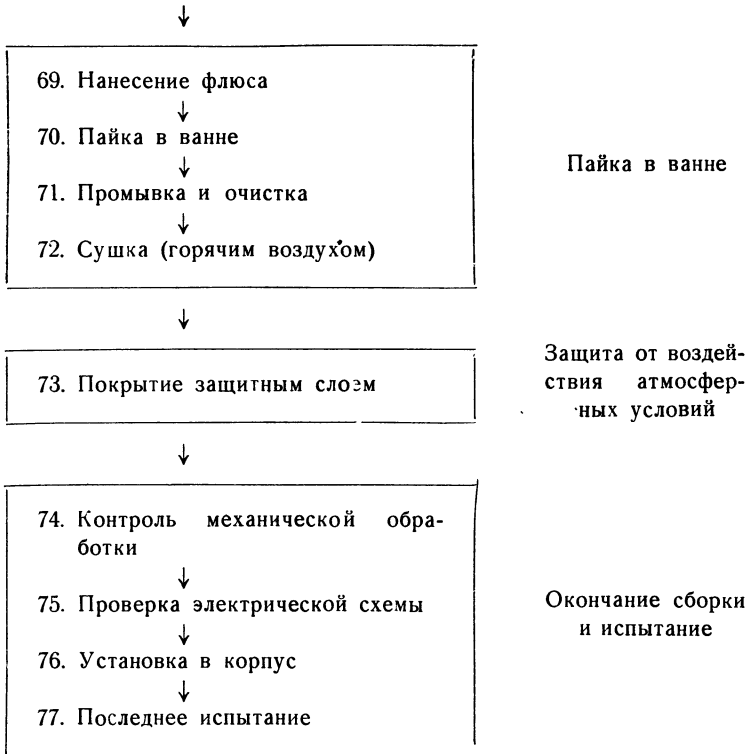 69. Нанесение флюса
70. Пайка в ванне
71. Промывка и очистка
72. Сушка (горячим воздухом)
Пайка в ванне
73. Покрытие защитным слоем
Защита от воздей-
ствия атмосфер-
ных условий
74. Контроль механической обра-
ботки
75. Проверка электрической схемы
76. Установка в корпус
77. Последнее испытание
Окончание сборки
и испытание